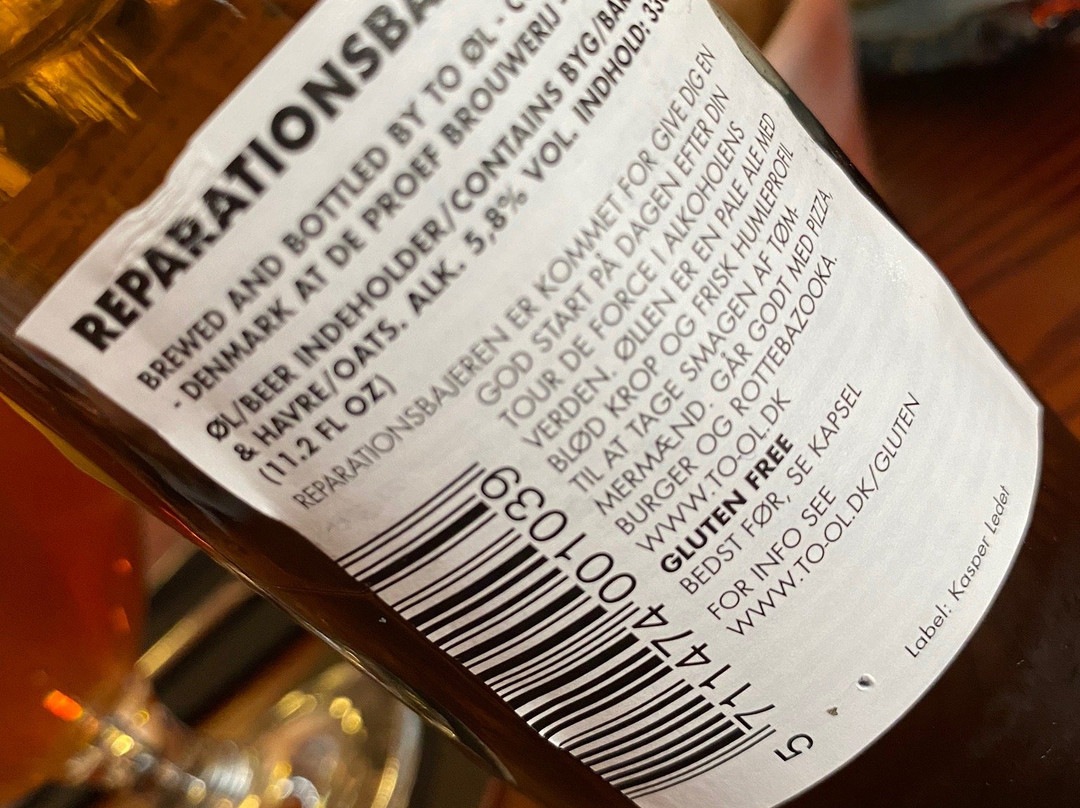 REPARATIONSBA
BREWED AND BOTTLED BY TO ØL - C
- DENMARK AT DE PROEF BROUWERIJ -
ØL/BEER INDEHOLDER/CONTAINS BYG/BAR
& HAVRE/OATS. ALK. 5,8% VOL. INDHOLD: 33
(11.2 FL OZ)
REPARATIONSBAJEREN ER KOMMET FOR GIVE DIG EN
GOD START PÅ DAGEN EFTER DIN
TOUR DE FORCE I ALKOHOLENS
VERDEN. ØLLEN ER EN PALE ALE MED
BLØD KROP OG FRISK HUMLEPROFIL
TIL AT TAGE SMAGEN AF TØM-
MERMÆND. GÅR GODT MED PIZZA,
BURGER OG ROTTEBAZOOKA.
WWW.TO-OL.DK
GLUTEN FREE
BEDST FØR, SE KAPSEL
FOR INFO SEE
WWW.TO-OL.DK/GLUTEN
5 711474 001039
Label: Kasper Ledet